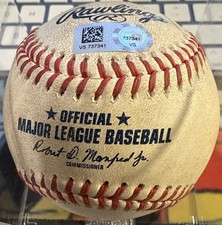 Rawlings
VS 737341
737341
VS
OFFICIAL
MAJOR LEAGUE BASEBALL
Robert D. Manfred Jr.
COMMISSIONER